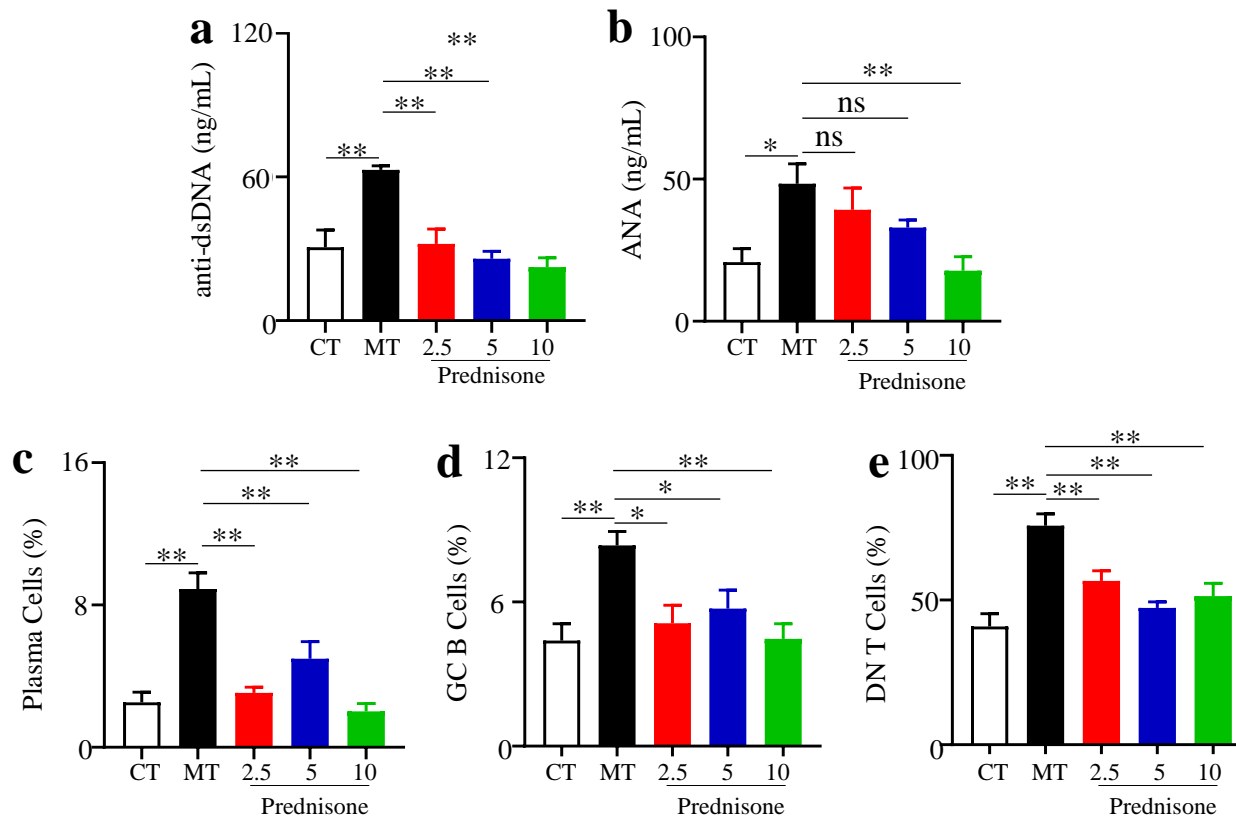 a
anti-dsDNA (ng/mL)
120
60
0
**
**
**
**
CT MT 2.5 5 10
Prednisone
b
ANA (ng/mL)
100
50
0
**
ns
ns
*
CT MT 2.5 5 10
Prednisone
c
Plasma Cells (%)
16
8
0
**
**
**
**
CT MT 2.5 5 10
Prednisone
d
GC B Cells (%)
12
6
0
**
*
** *
CT MT 2.5 5 10
Prednisone
e
DN T Cells (%)
100
50
0
**
**
** **
CT MT 2.5 5 10
Prednisone